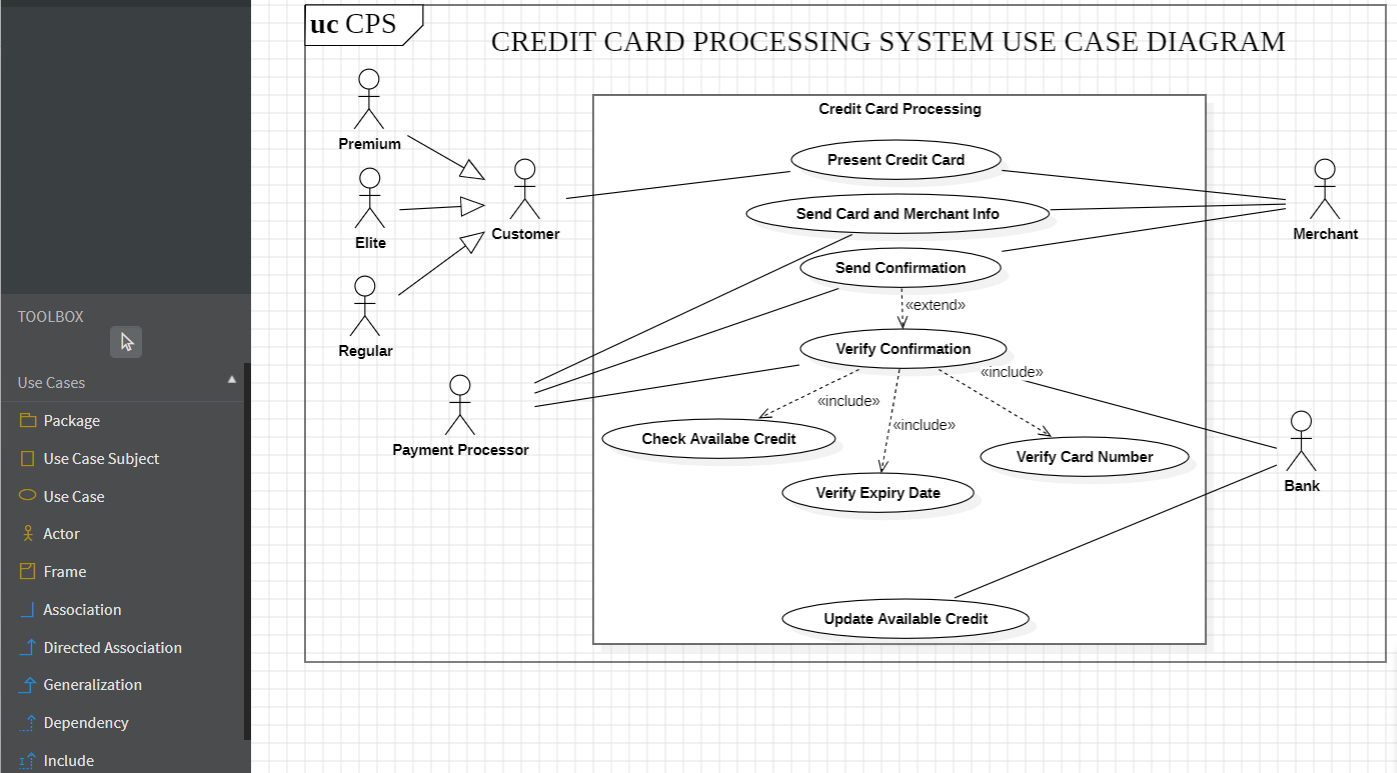 uc CPS
CREDIT CARD PROCESSING SYSTEM USE CASE DIAGRAM
Credit Card Processing
Premium
Elite
Regular
Customer
Payment Processor
Present Credit Card
Send Card and Merchant Info
Send Confirmation
«extend»
Verify Confirmation
«include»
«include»
«include»
Check Availabe Credit
Verify Expiry Date
Verify Card Number
Update Available Credit
Merchant
Bank
TOOLBOX
Use Cases
Package
Use Case Subject
Use Case
Actor
Frame
Association
Directed Association
Generalization
Dependency
Include